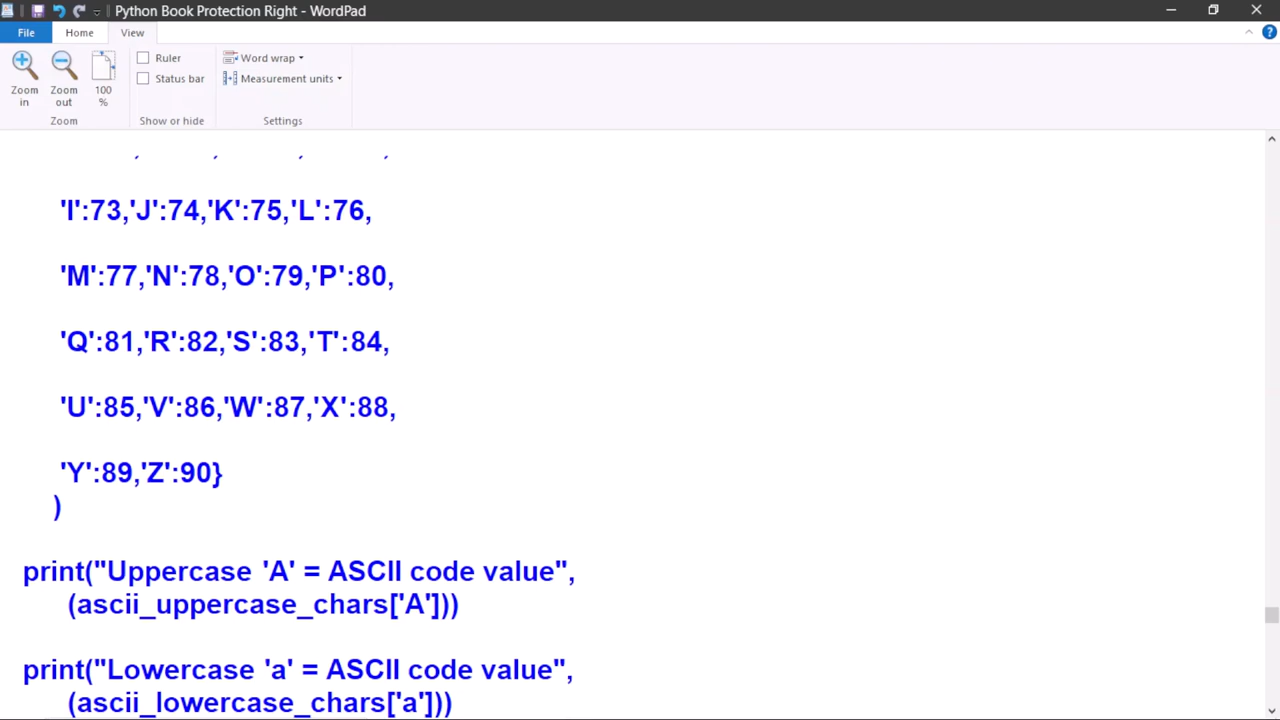 Python Book Protection Right - WordPad
File Home View
Zoom in
Zoom out
100 %
Zoom
Ruler
Status bar
Show or hide
Word wrap
Measurement units
Settings
'I':73,'J':74,'K':75,'L':76,
'M':77,'N':78,'O':79,'P':80,
'Q':81,'R':82,'S':83,'T':84,
'U':85,'V':86,'W':87,'X':88,
'Y':89,'Z':90}
)
print("Uppercase 'A' = ASCII code value",
(ascii_uppercase_chars['A']))
print("Lowercase 'a' = ASCII code value",
(ascii_lowercase_chars['a']))